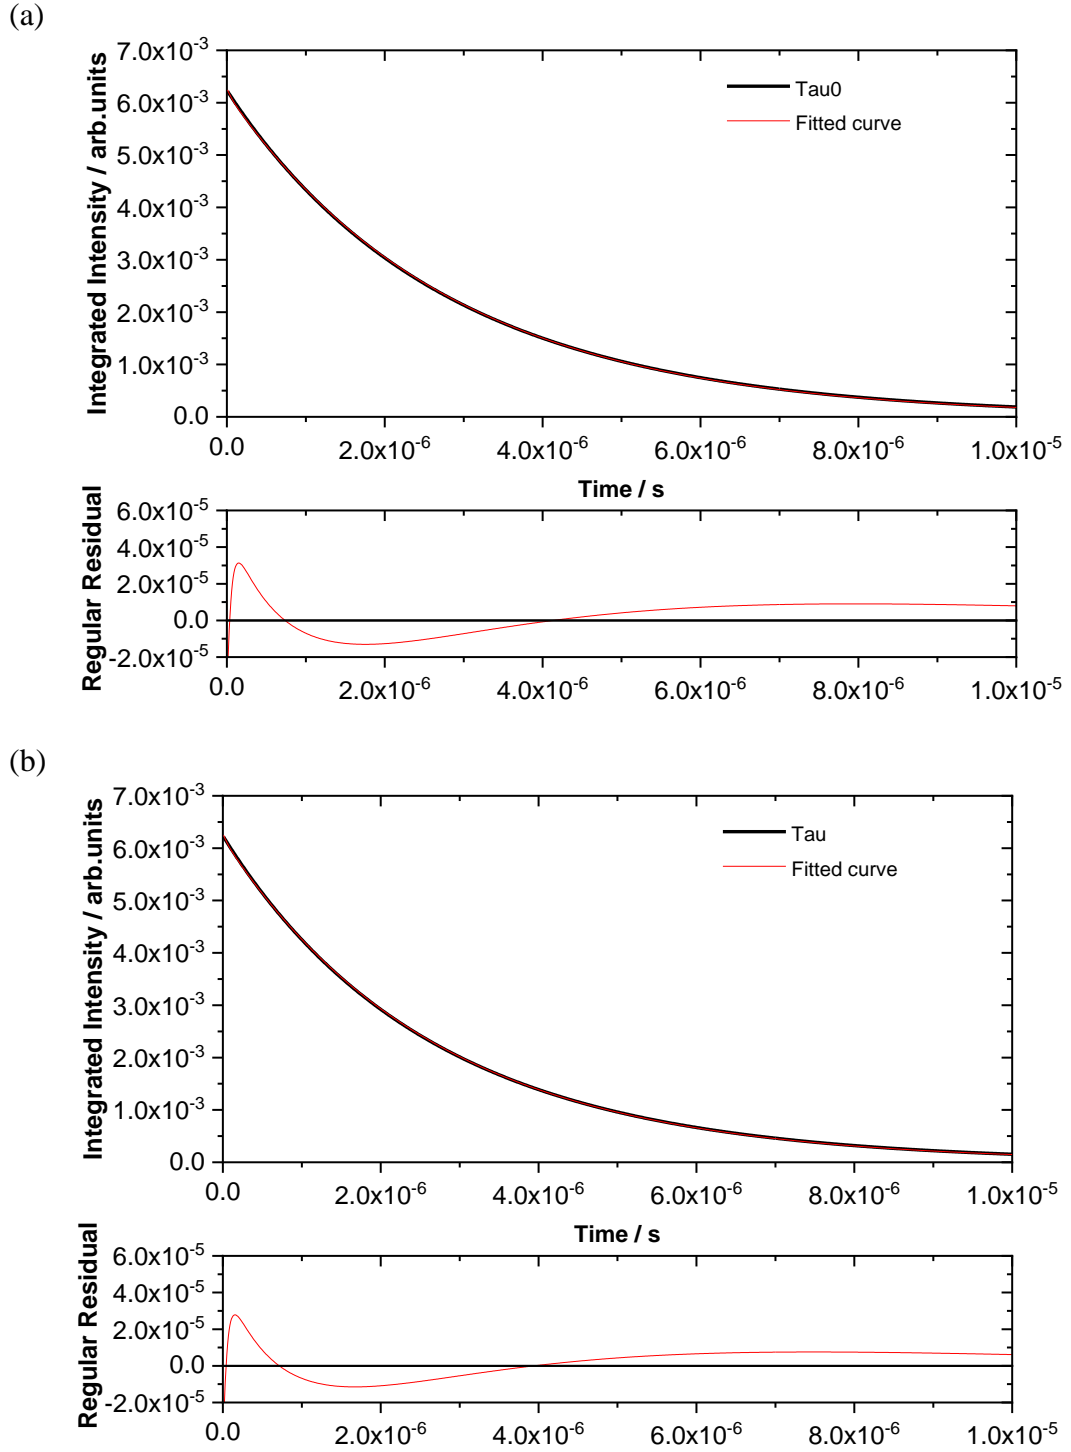 (a)
7.0x10⁻³
6.0x10⁻³
5.0x10⁻³
4.0x10⁻³
3.0x10⁻³
2.0x10⁻³
1.0x10⁻³
0.0
Integrated Intensity / arb.units
Tau0
Fitted curve
0.0 2.0x10⁻⁶ 4.0x10⁻⁶ 6.0x10⁻⁶ 8.0x10⁻⁶ 1.0x10⁻⁵
Time / s
6.0x10⁻⁵
4.0x10⁻⁵
2.0x10⁻⁵
0.0
-2.0x10⁻⁵
Regular Residual
0.0 2.0x10⁻⁶ 4.0x10⁻⁶ 6.0x10⁻⁶ 8.0x10⁻⁶ 1.0x10⁻⁵
(b)
7.0x10⁻³
6.0x10⁻³
5.0x10⁻³
4.0x10⁻³
3.0x10⁻³
2.0x10⁻³
1.0x10⁻³
0.0
Integrated Intensity / arb.units
Tau
Fitted curve
0.0 2.0x10⁻⁶ 4.0x10⁻⁶ 6.0x10⁻⁶ 8.0x10⁻⁶ 1.0x10⁻⁵
Time / s
6.0x10⁻⁵
4.0x10⁻⁵
2.0x10⁻⁵
0.0
-2.0x10⁻⁵
Regular Residual
0.0 2.0x10⁻⁶ 4.0x10⁻⁶ 6.0x10⁻⁶ 8.0x10⁻⁶ 1.0x10⁻⁵